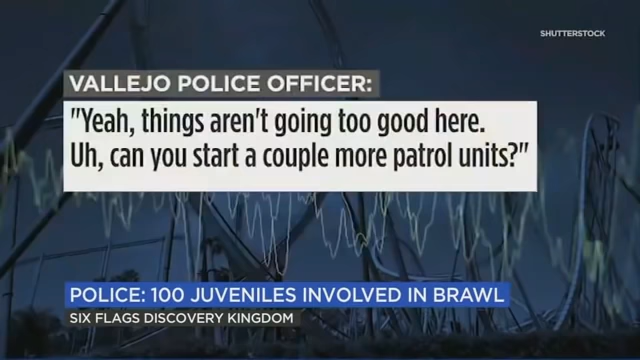 SHUTTERSTOCK
VALLEJO POLICE OFFICER:
"Yeah, things aren't going too good here.
Uh, can you start a couple more patrol units?"
POLICE: 100 JUVENILES INVOLVED IN BRAWL
SIX FLAGS DISCOVERY KINGDOM